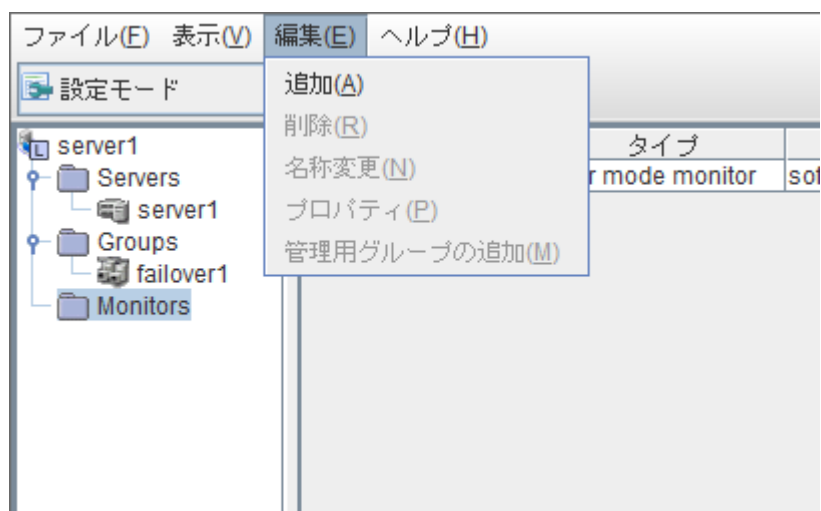 ファイル(F) 表示(V) 編集(E) ヘルプ(H)
設定モード
追加(A)
削除(R)
名称変更(N)
プロパティ(P)
管理用グループの追加(M)
タイプ
r mode monitor
sof
server1
Servers
server1
Groups
failover1
Monitors